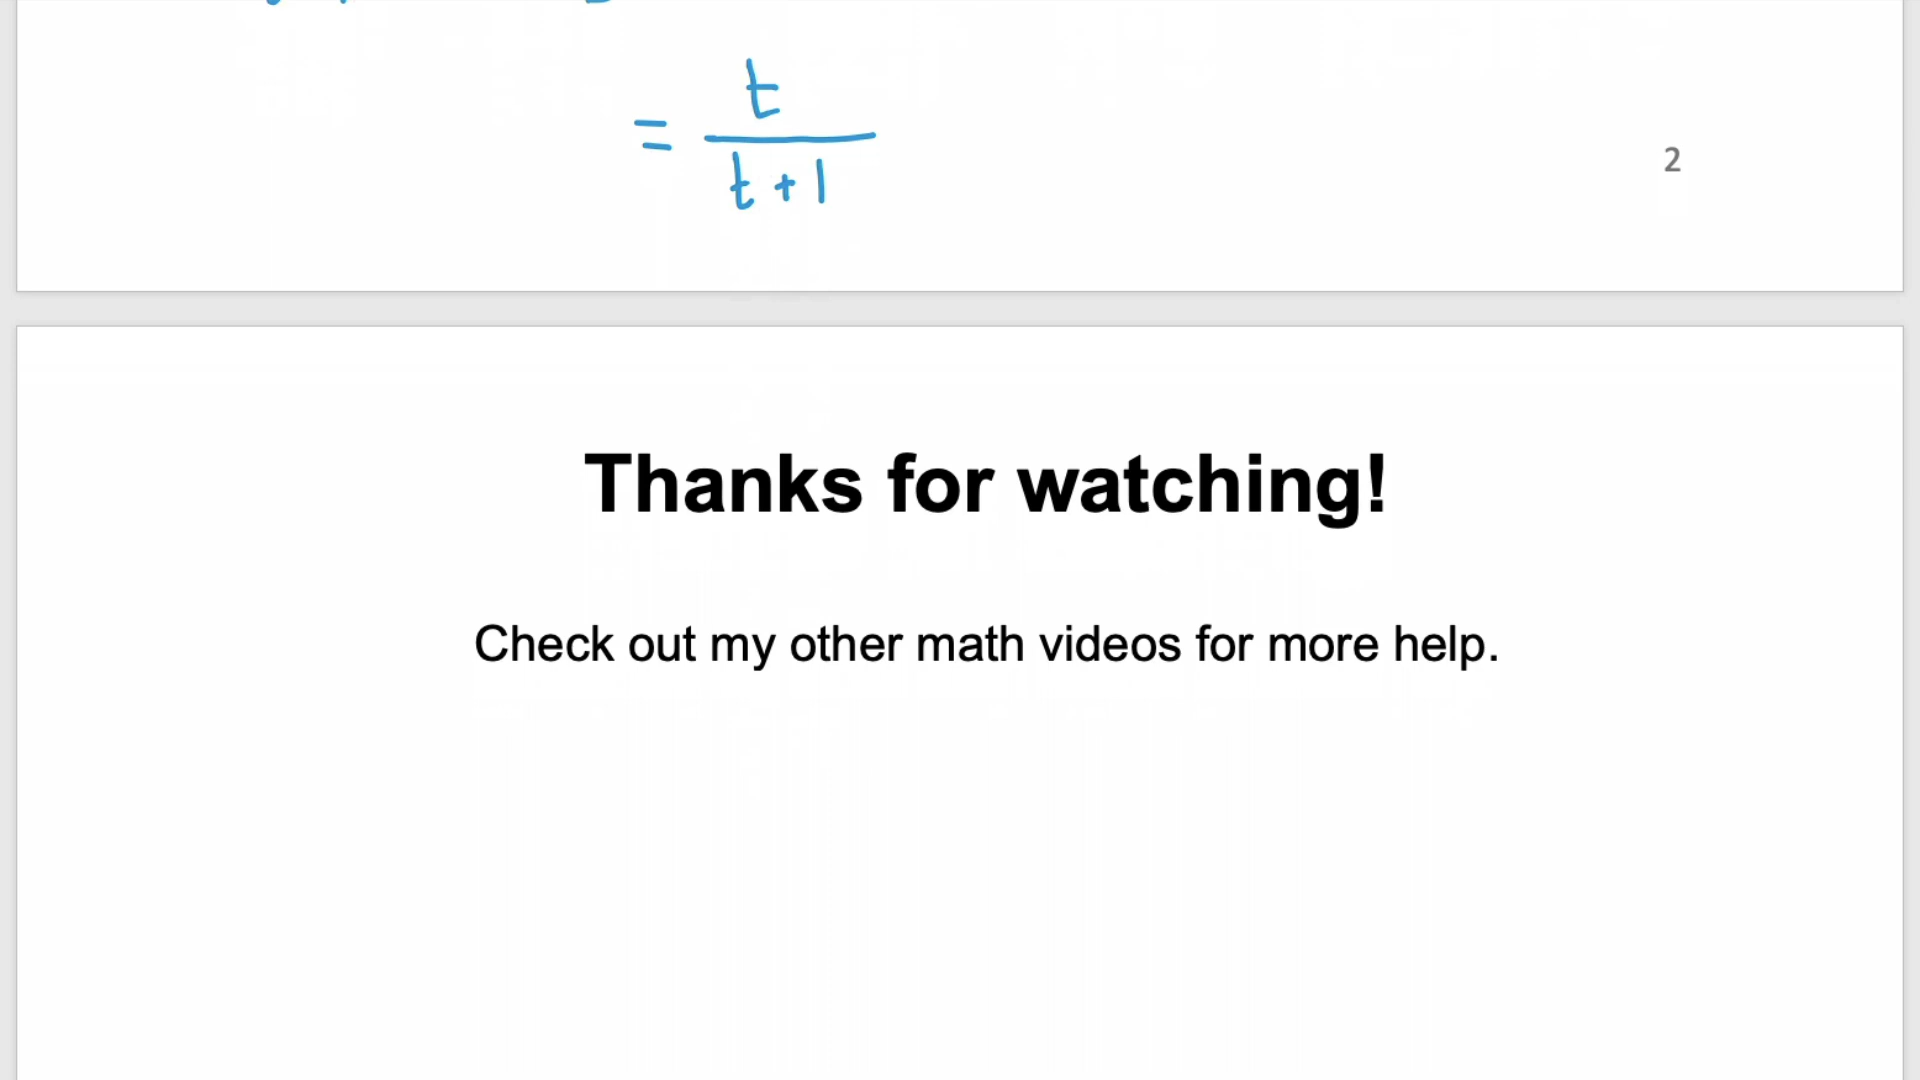 = t / t + 1
2
Thanks for watching!
Check out my other math videos for more help.